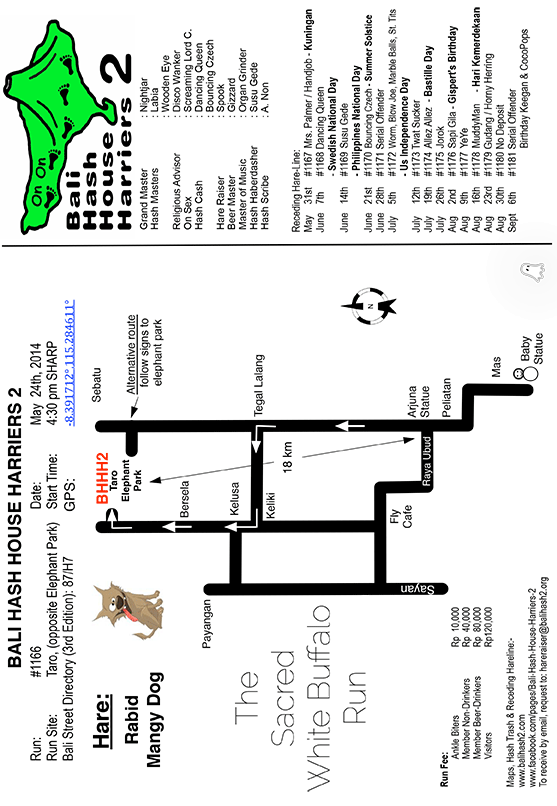 BALI HASH HOUSE HARRIERS 2
Run: #1166 Date: May 24th, 2014
Run Site: Taro, (opposite Elephant Park) Start Time: 4:30 pm SHARP
Bali Street Directory (3rd Edition): 87/H7 GPS: -8.391712° 115.284611°
Hare:
Rabid
Mangy Dog
The
Sacred
White Buffalo
Run
BHHH2
Taro
Elephant
Park
Sebatu
Alternative route
follow signs to
elephant park
Bersela
Kelusa
Keliki
Tegal Lalang
18 km
Payangan
Sayan
Fly
Cafe
Raya Ubud
Arjuna
Statue
Peliatan
Mas
Baby
Statue
N
Run Fee:
Ankle Biters Rp 10,000
Member Non-Drinkers Rp 40,000
Member Beer-Drinkers Rp 80,000
Visitors Rp120,000
Maps, Hash Trash & Receding Hareline:-
www.balihash2.com
www.facebook.com/pages/Bali-Hash-House-Harriers-2
To receive by email, request to: hareraiser@balihash2.org
On On
Bali
Hash
House
Harriers 2
Grand Master : Nightjar
Hash Masters : Labia
: Wooden Eye
Religious Advisor : Disco Wanker
On Sex : Screaming Lord C.
Hash Cash : Dancing Queen
: Bouncing Czech
Hare Raiser : Spook
Beer Master : Gizzard
Master of Music : Organ Grinder
Hash Haberdasher : Susu Gede
Hash Scribe : A. Non
Receding Hare-Line:
May 31st #1167 Mrs. Palmer / Handjob - Kuningan
June 7th #1168 Dancing Queen
- Swedish National Day
- Philippines National Day
June 14th #1169 Susu Gede
June 21st #1170 Bouncing Czech - Summer Solstice
June 28th #1171 Serial Offender
July 5th #1172 Worm, Blow Job, Marble Balls, St. Tits
- Us Independence Day
July 12th #1173 Twat Sucker
July 19th #1174 Allez Allez - Bastille Day
July 26th #1175 Jorok
Aug 2nd #1176 Sapi Gila - Gispert's Birthday
Aug 9th #1177 YeYe
Aug 16th #1178 MuddyMan - Hari Kemerdekaan
Aug 23rd #1179 Gudang / Horny Herring
Aug 30th #1180 No Deposit
Sept 6th #1181 Serial Offender
Birthday Keegan & CocoPops